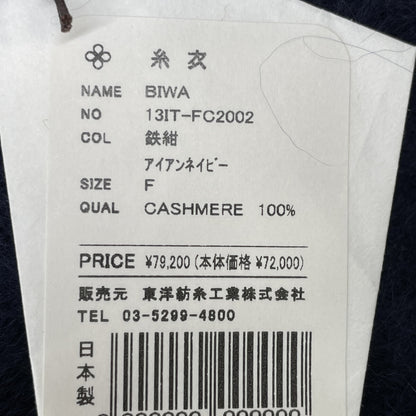 糸衣
NAME BIWA
NO 13IT-FC2002
COL 鉄紺
アイアンネイビー
SIZE F
QUAL CASHMERE 100%
PRICE ¥79,200(本体価格 ¥72,000)
販売元 東洋紡糸工業株式会社
TEL 03-5299-4800
日本製